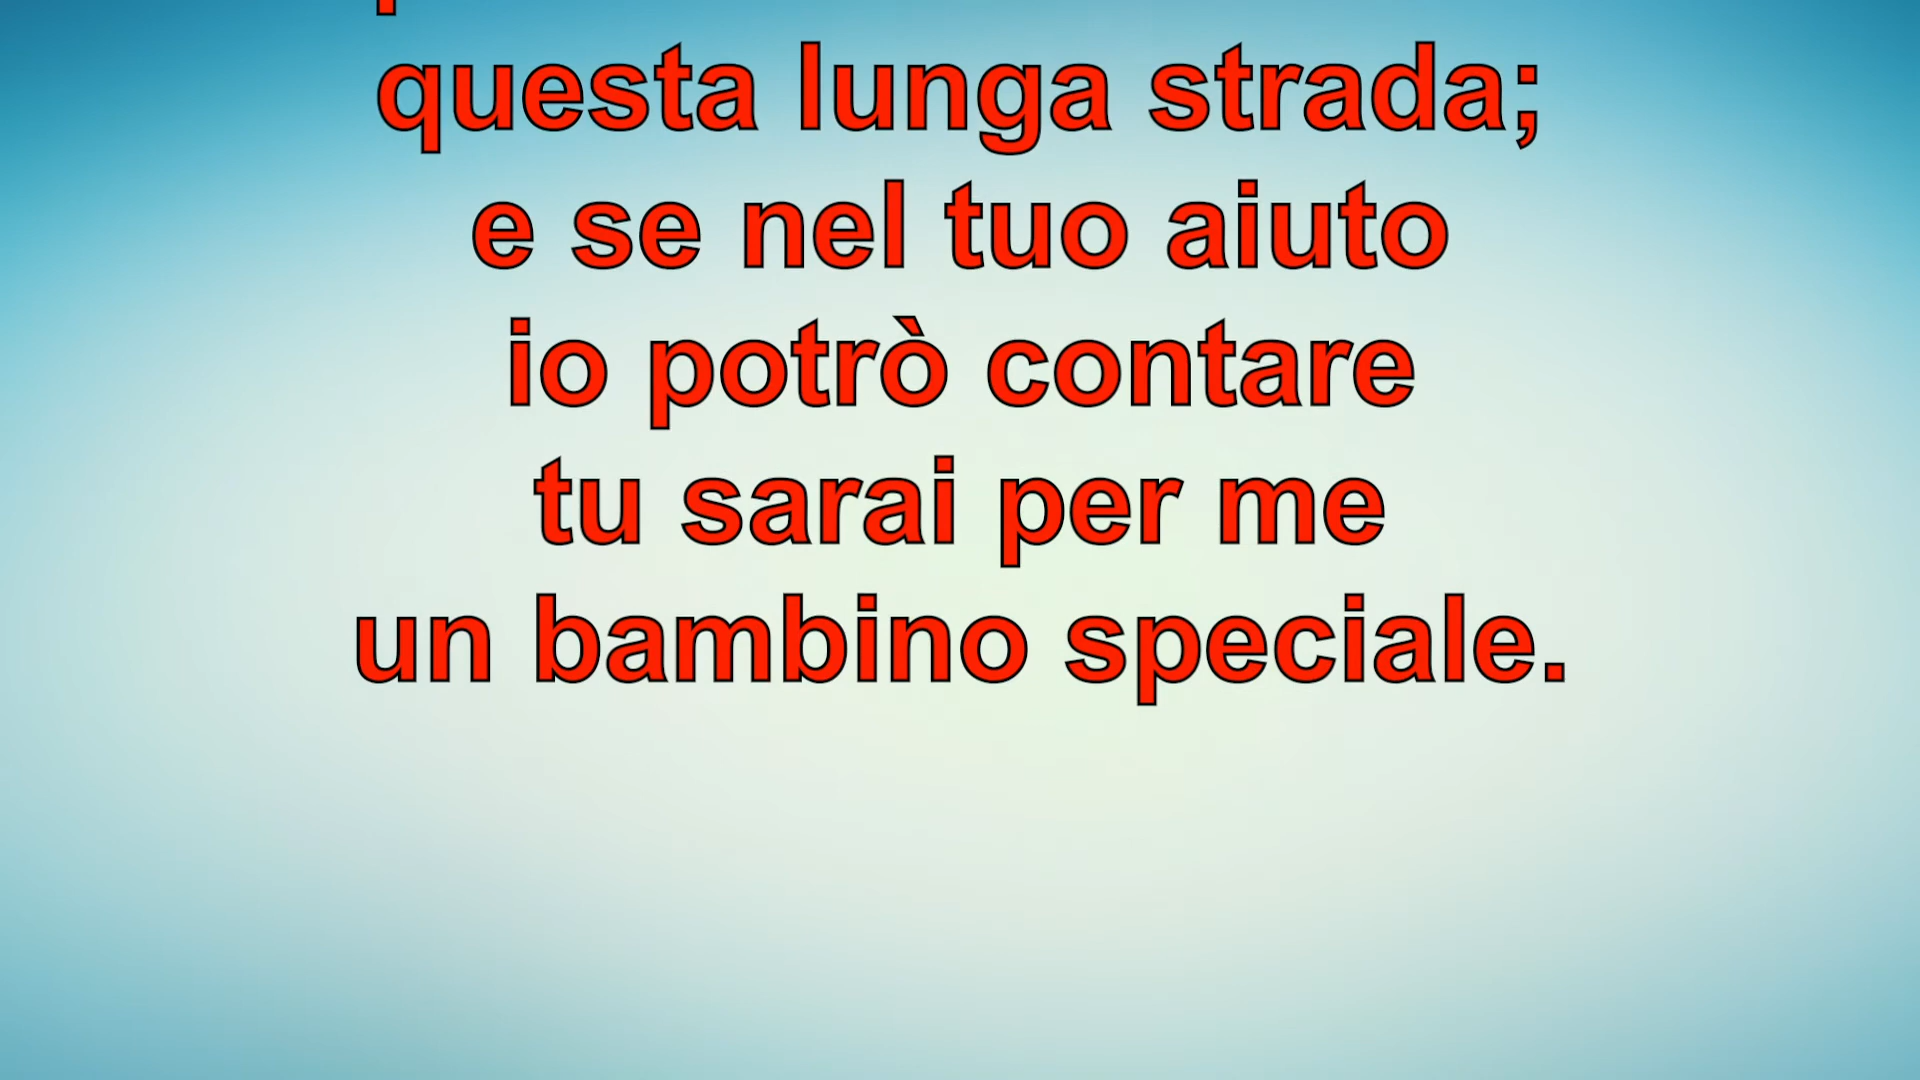 questa lunga strada;
e se nel tuo aiuto
io potrò contare
tu sarai per me
un bambino speciale.